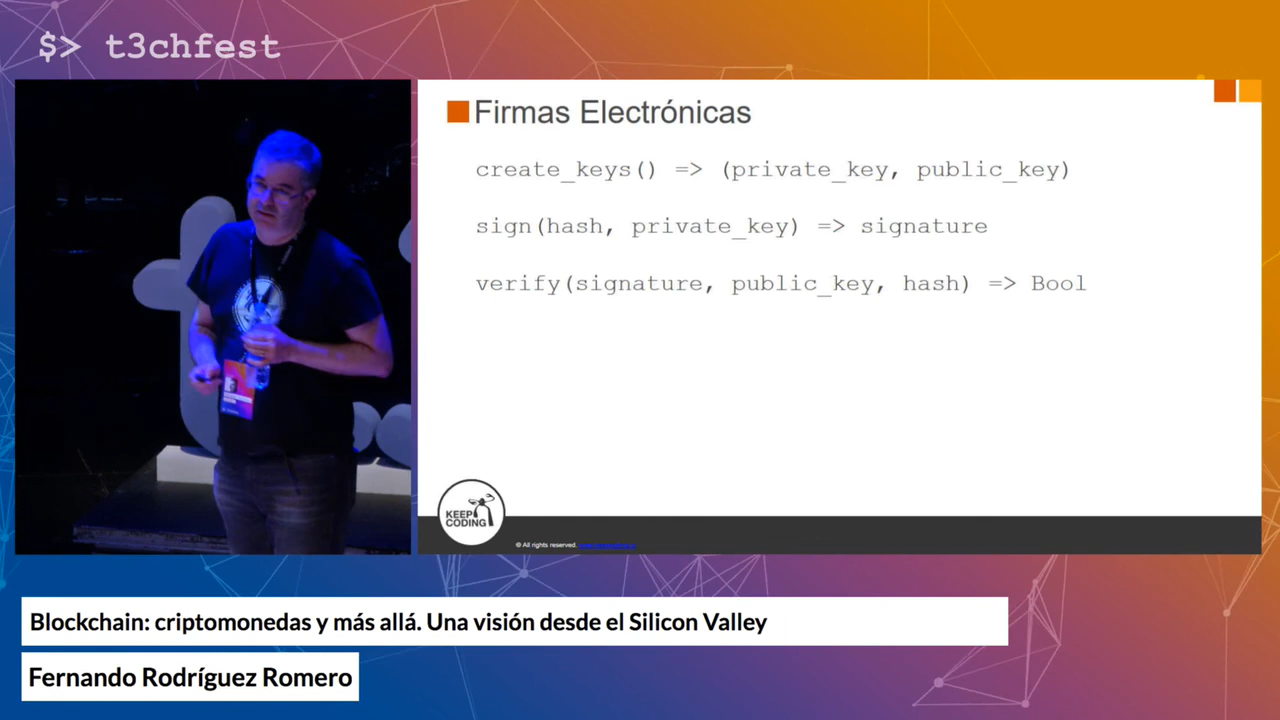 $> t3chfest
Firmas Electrónicas
create_keys() => (private_key, public_key)
sign(hash, private_key) => signature
verify(signature, public_key, hash) => Bool
KEEP
CODING
© All rights reserved.
Blockchain: criptomonedas y más allá. Una visión desde el Silicon Valley
Fernando Rodríguez Romero